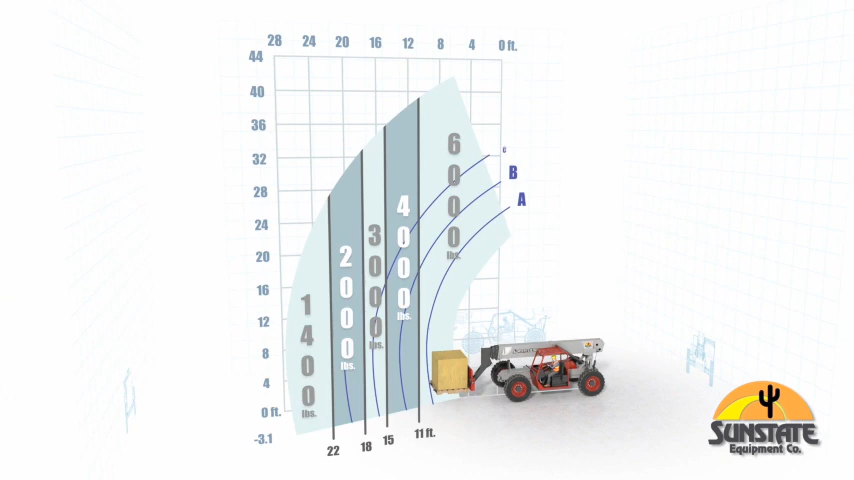 28 24 20 16 12 8 4 0 ft.
44
40
36
32
28
24
20
16
12
8
4
0 ft.
-3.1
1400 lbs.
2000 lbs.
3000 lbs.
4000 lbs.
6000 lbs.
c
B
A
22 18 15 11 ft.
SUNSTATE
Equipment Co.